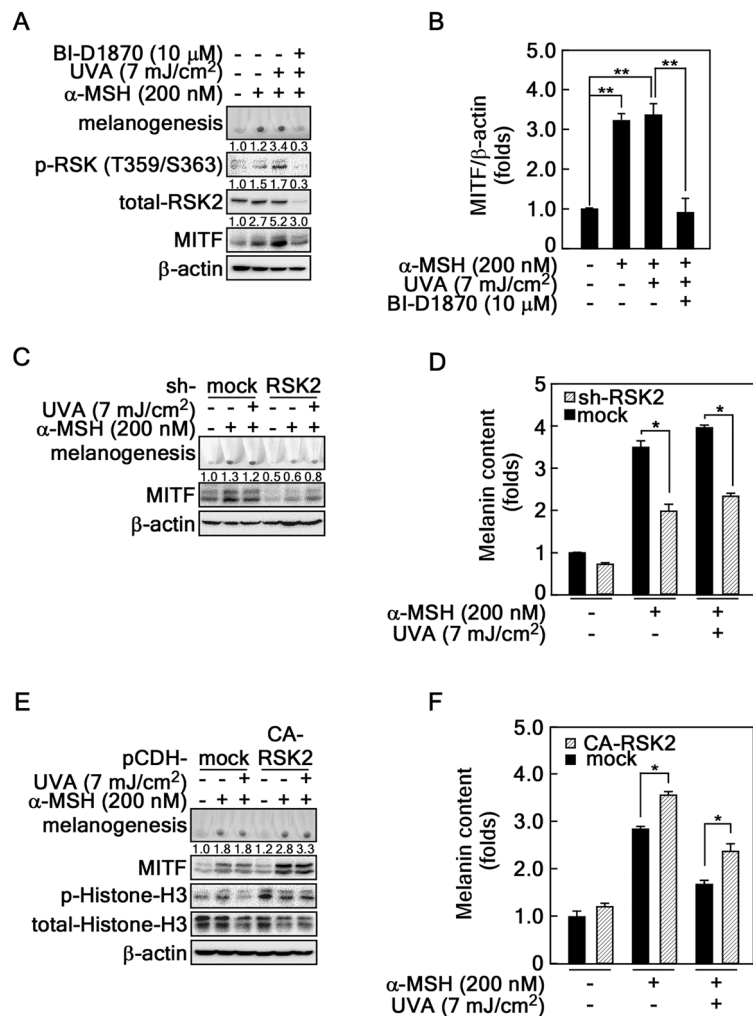 A
BI-D1870 (10 μM) - - - +
UVA (7 mJ/cm²) - - + +
α-MSH (200 nM) - + + +
melanogenesis
1.0 1.2 3.4 0.3
p-RSK (T359/S363)
1.0 1.5 1.7 0.3
total-RSK2
1.0 2.7 5.2 3.0
MITF
β-actin
B
MITF/β-actin
(folds)
5.0
4.0
3.0
2.0
1.0
0
** ** **
α-MSH (200 nM) - + + +
UVA (7 mJ/cm²) - - + +
BI-D1870 (10 μM) - - - +
C
sh- mock RSK2
UVA (7 mJ/cm²) - - + - - +
α-MSH (200 nM) - + + - + +
melanogenesis
1.0 1.3 1.2 0.5 0.6 0.8
MITF
β-actin
D
Melanin content
(folds)
5
4
3
2
1
0
sh-RSK2
mock
* *
α-MSH (200 nM) - + +
UVA (7 mJ/cm²) - - +
E
pCDH- mock CA-
RSK2
UVA (7 mJ/cm²) - - + - - +
α-MSH (200 nM) - + + - + +
melanogenesis
1.0 1.8 1.8 1.2 2.8 3.3
MITF
p-Histone-H3
total-Histone-H3
β-actin
F
Melanin content
(folds)
5.0
4.0
3.0
2.0
1.0
0
CA-RSK2
mock
* *
α-MSH (200 nM) - + +
UVA (7 mJ/cm²) - - +